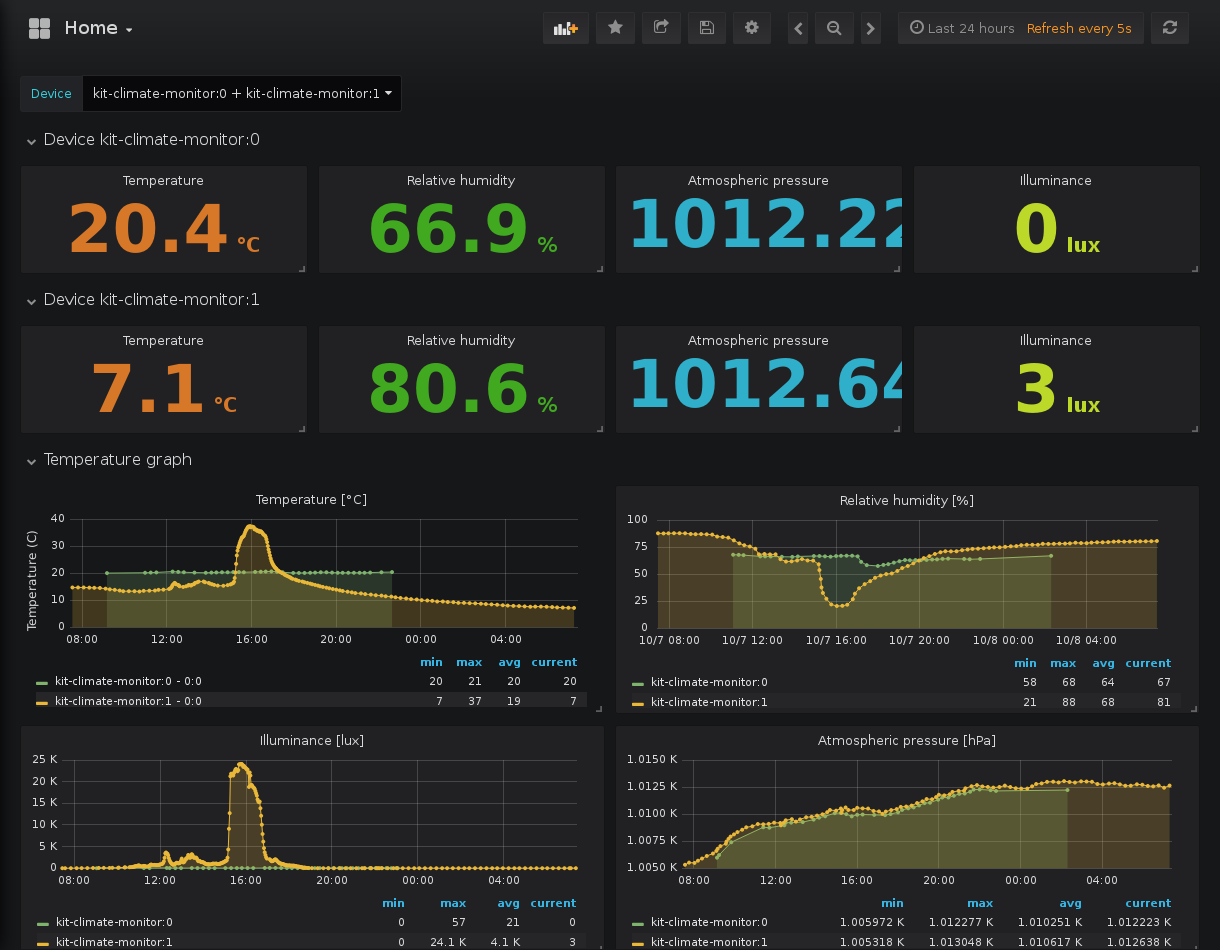 Home
Last 24 hours Refresh every 5s
Device kit-climate-monitor:0 + kit-climate-monitor:1
Device kit-climate-monitor:0
Temperature Relative humidity Atmospheric pressure Illuminance
20.4 °C 66.9 % 1012.22 0 lux
Device kit-climate-monitor:1
Temperature Relative humidity Atmospheric pressure Illuminance
7.1 °C 80.6 % 1012.64 3 lux
Temperature graph
Temperature [°C]
Temperature (C)
40
30
20
10
0
08:00 12:00 16:00 20:00 00:00 04:00
min max avg current
kit-climate-monitor:0 - 0:0 20 21 20 20
kit-climate-monitor:1 - 0:0 7 37 19 7
Relative humidity [%]
100
75
50
25
0
10/7 08:00 10/7 12:00 10/7 16:00 10/7 20:00 10/8 00:00 10/8 04:00
min max avg current
kit-climate-monitor:0 58 68 64 67
kit-climate-monitor:1 21 88 68 81
Illuminance [lux]
25 K
20 K
15 K
10 K
5 K
0
08:00 12:00 16:00 20:00 00:00 04:00
min max avg current
kit-climate-monitor:0 0 57 21 0
kit-climate-monitor:1 0 24.1 K 4.1 K 3
Atmospheric pressure [hPa]
1.0150 K
1.0125 K
1.0100 K
1.0075 K
1.0050 K
08:00 12:00 16:00 20:00 00:00 04:00
min max avg current
kit-climate-monitor:0 1.005972 K 1.012277 K 1.010251 K 1.012223 K
kit-climate-monitor:1 1.005318 K 1.013048 K 1.010617 K 1.012638 K